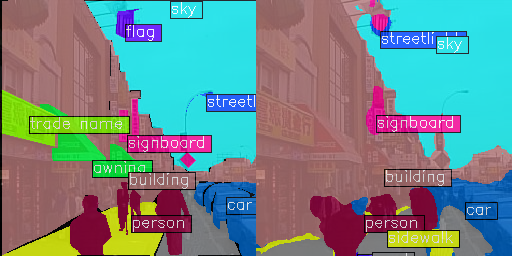 sky
flag
streetl
trade name
signboard
awning
building
car
person
streetli
sky
signboard
building
car
person
sidewalk